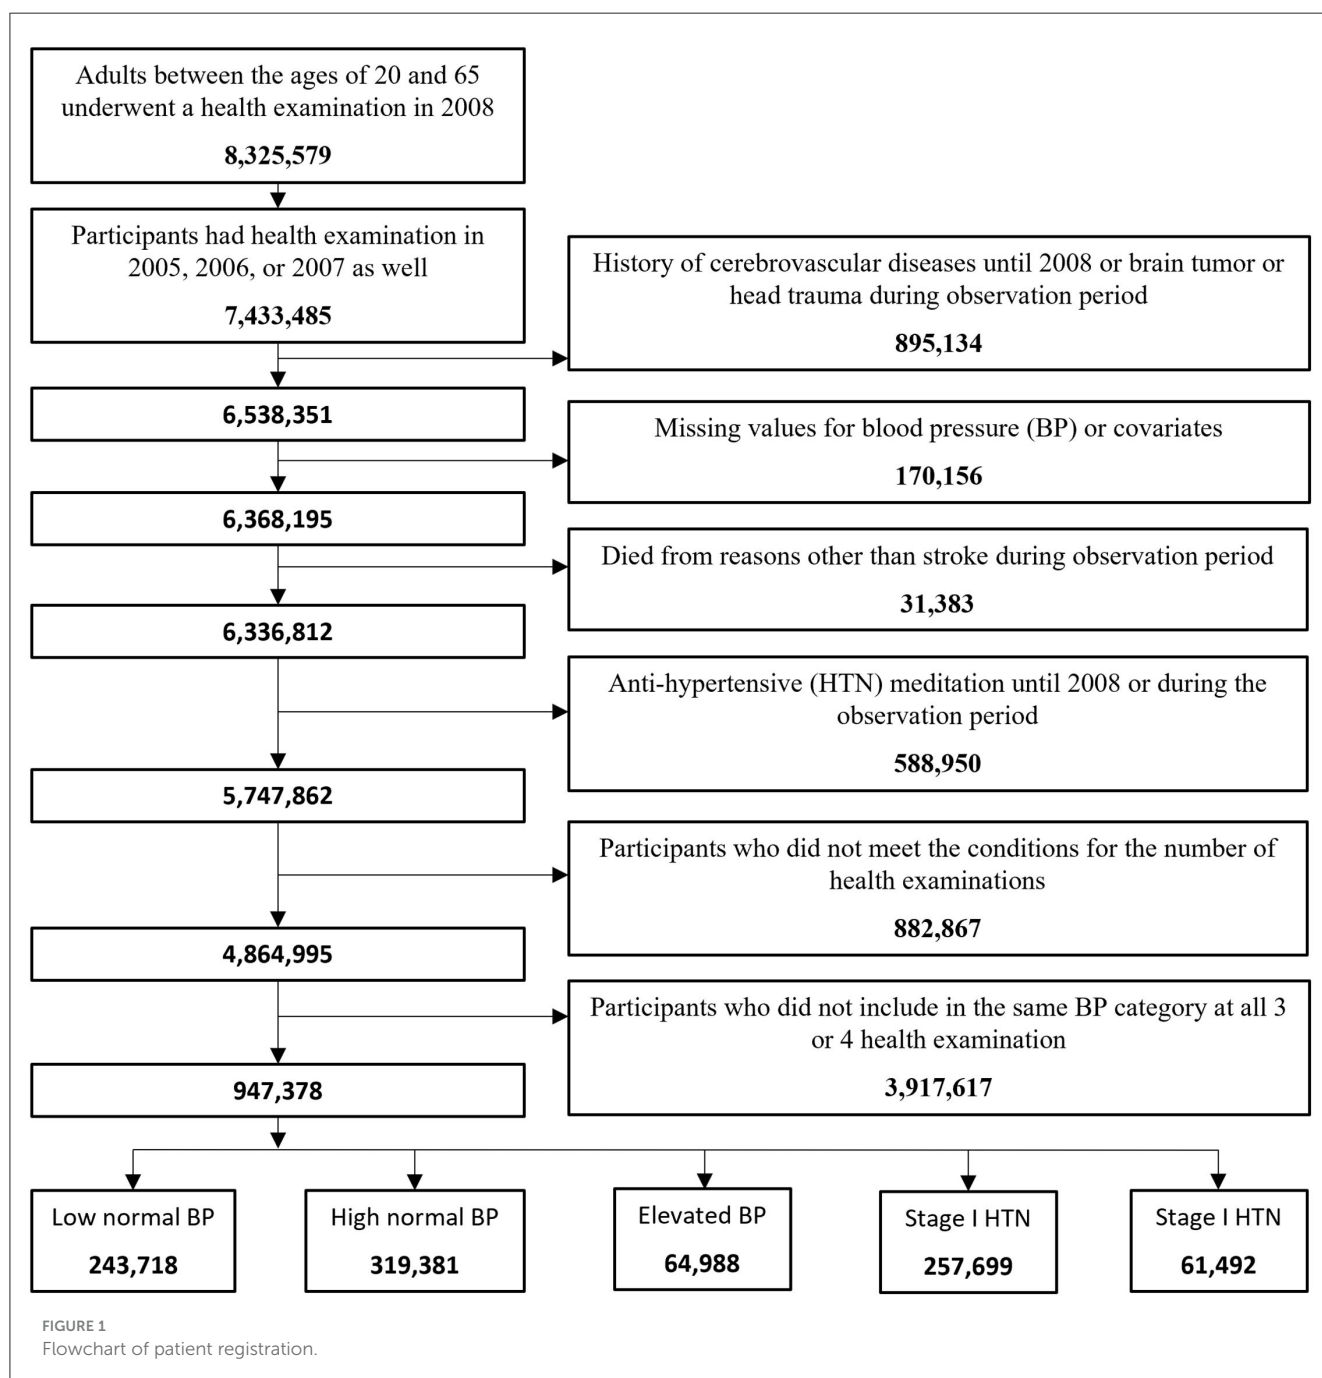 Adults between the ages of 20 and 65
underwent a health examination in 2008
8,325,579
Participants had health examination in
2005, 2006, or 2007 as well
7,433,485
History of cerebrovascular diseases until 2008 or brain tumor or
head trauma during observation period
895,134
6,538,351
Missing values for blood pressure (BP) or covariates
170,156
6,368,195
Died from reasons other than stroke during observation period
31,383
6,336,812
Anti-hypertensive (HTN) meditation until 2008 or during the
observation period
588,950
5,747,862
Participants who did not meet the conditions for the number of
health examinations
882,867
4,864,995
Participants who did not include in the same BP category at all 3
or 4 health examination
3,917,617
947,378
Low normal BP
243,718
High normal BP
319,381
Elevated BP
64,988
Stage I HTN
257,699
Stage I HTN
61,492
FIGURE 1
Flowchart of patient registration.